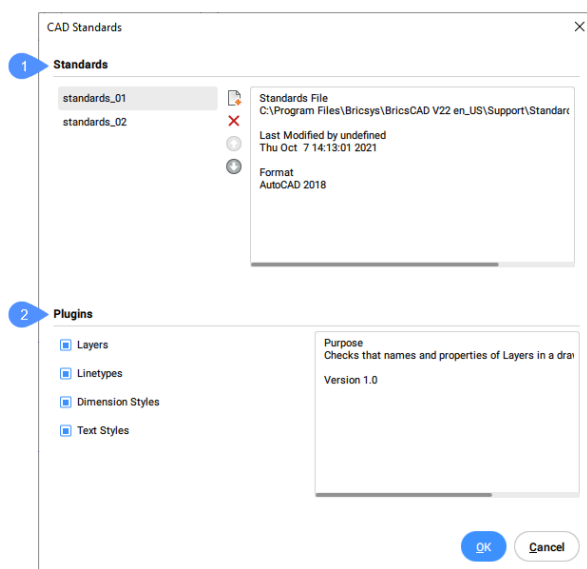 CAD Standards
1
Standards
standards_01
standards_02
Standards File
C:\Program Files\Bricsys\BricsCAD V22 en_US\Support\Standard
Last Modified by undefined
Thu Oct 7 14:13:01 2021
Format
AutoCAD 2018
2
Plugins
Layers
Linetypes
Dimension Styles
Text Styles
Purpose
Checks that names and properties of Layers in a
Version 1.0
OK
Cancel